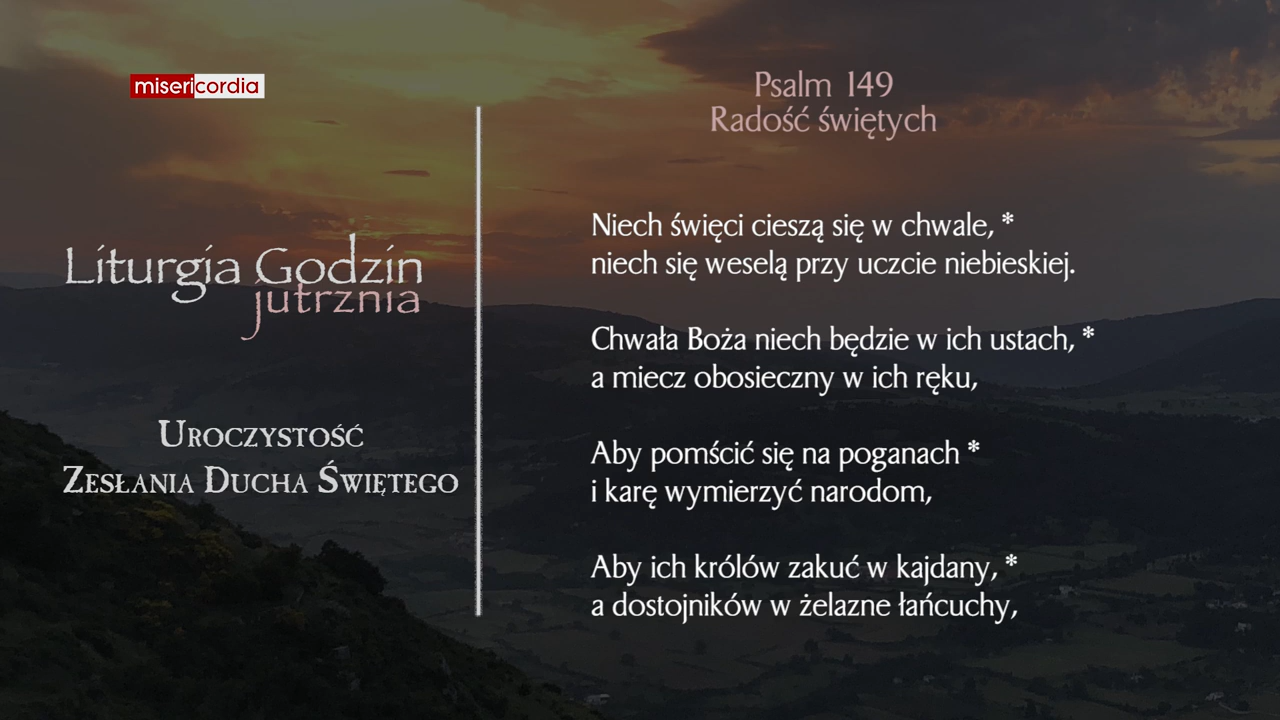 misericordia
Liturgia Godzin
jutrznia
Uroczystość
Zesłania Ducha Świętego
Psalm 149
Radość świętych
Niech święci cieszą się w chwale, *
niech się weselą przy uczcie niebieskiej.
Chwała Boża niech będzie w ich ustach, *
a miecz obosieczny w ich ręku,
Aby pomścić się na poganach *
i karę wymierzyć narodom,
Aby ich królów zakuć w kajdany, *
a dostojników w żelazne łańcuchy,